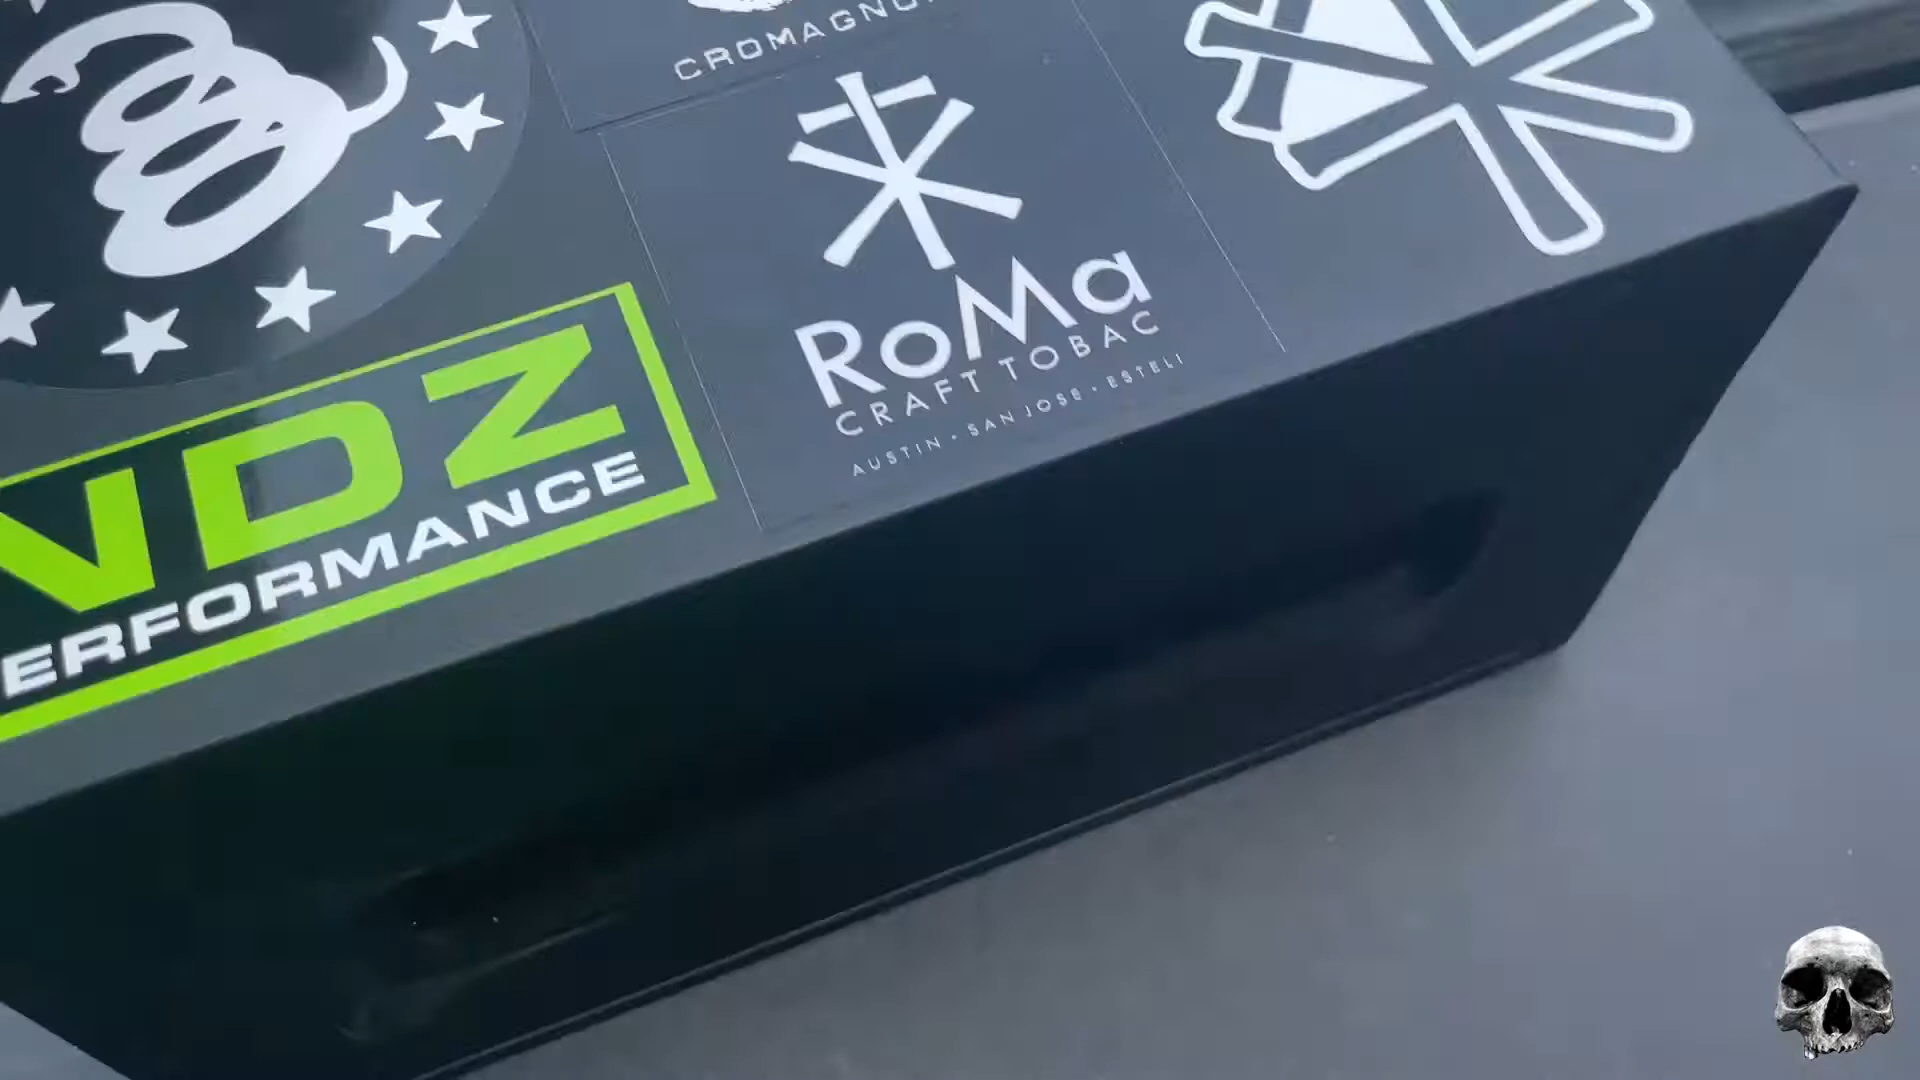 CROMAGNO
RoMa
CRAFT TOBAC
AUSTIN · SAN JOSE · ESTELI
NDZ
ERFORMANCE